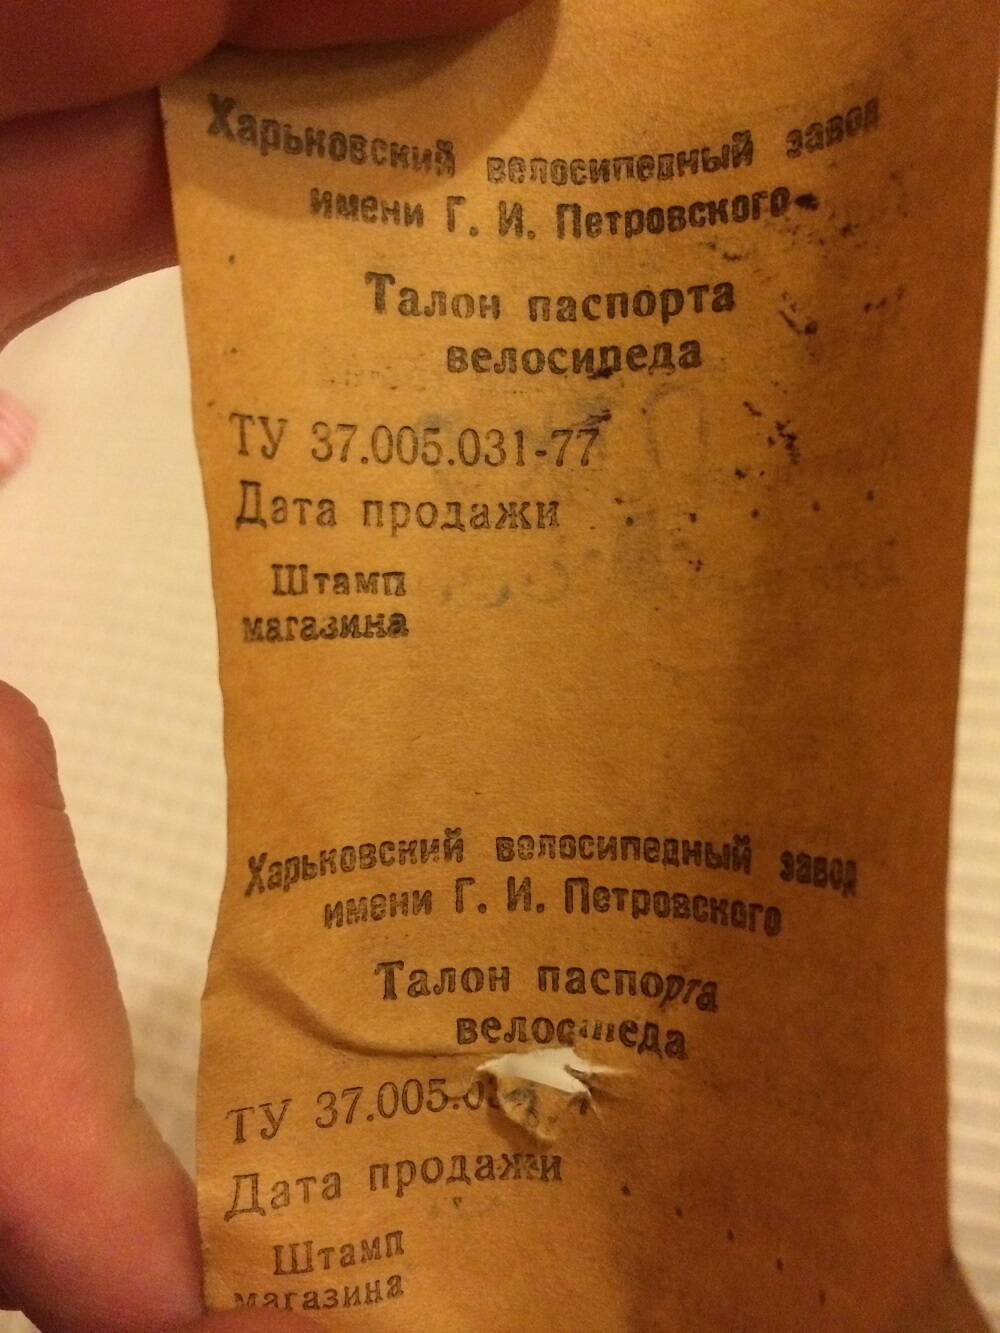 Харьковский велосипедный завод
имени Г. И. Петровского
Талон паспорта
велосипеда
ТУ 37.005.031-77
Дата продажи
Штамп
магазина
Харьковский велосипедный завод
имени Г. И. Петровского
Талон паспорта
велосипеда
ТУ 37.005.03
Дата продажи
Штамп
магазина